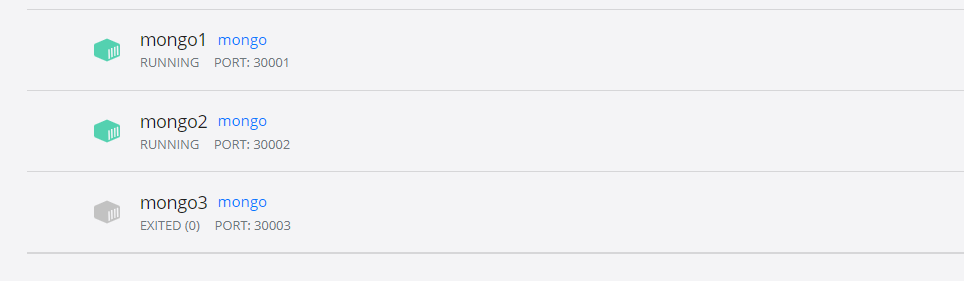 mongo1 mongo
RUNNING PORT: 30001
mongo2 mongo
RUNNING PORT: 30002
mongo3 mongo
EXITED (0) PORT: 30003